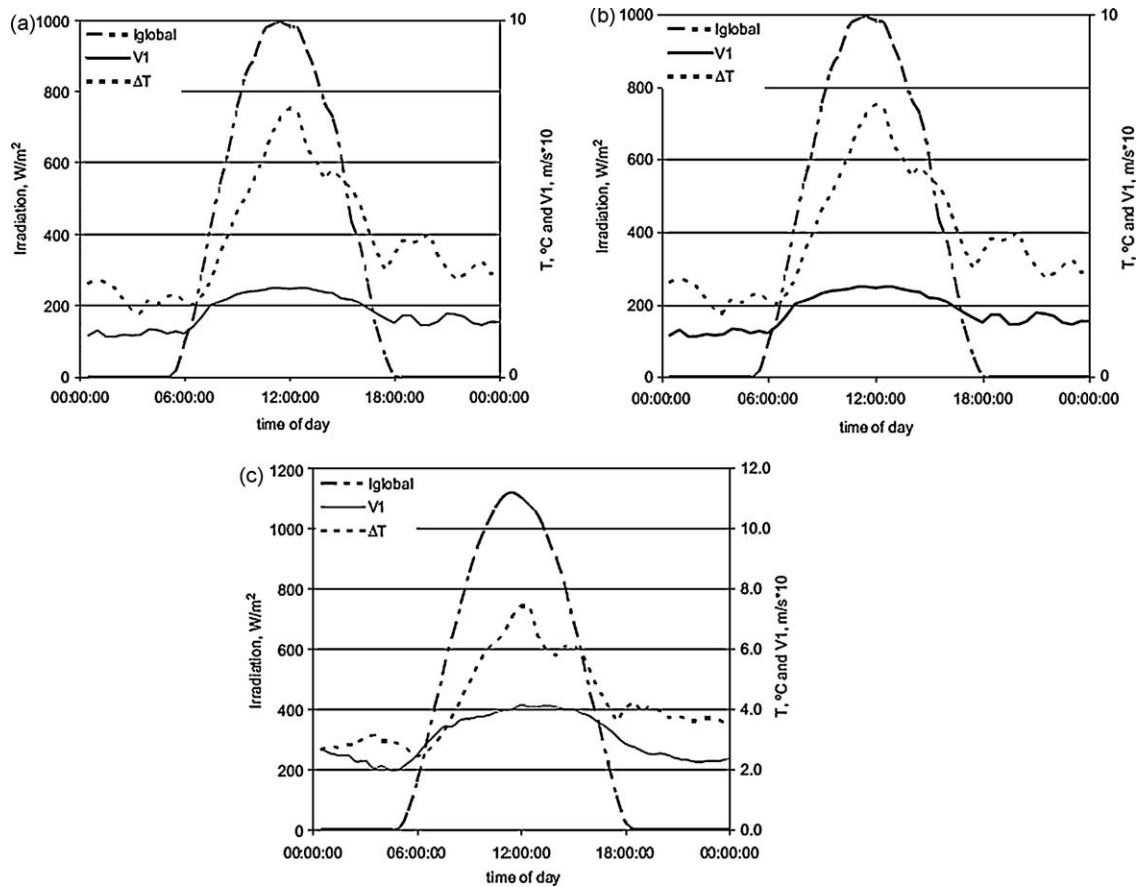 (a)
Iglobal
V1
ΔT
1000
800
600
400
200
0
Irradiation, W/m²
10
0
T, ºC and V1, m/s*10
00:00:00 06:00:00 12:00:00 18:00:00 00:00:00
time of day
(b)
Iglobal
V1
ΔT
1000
800
600
400
200
0
Irradiation, W/m²
10
0
T, ºC and V1, m/s*10
00:00:00 06:00:00 12:00:00 18:00:00 00:00:00
time of day
(c)
Iglobal
V1
ΔT
1200
1000
800
600
400
200
0
Irradiation, W/m²
12.0
10.0
8.0
6.0
4.0
2.0
0.0
T, ºC and V1, m/s*10
00:00:00 06:00:00 12:00:00 18:00:00 00:00:00
time of day